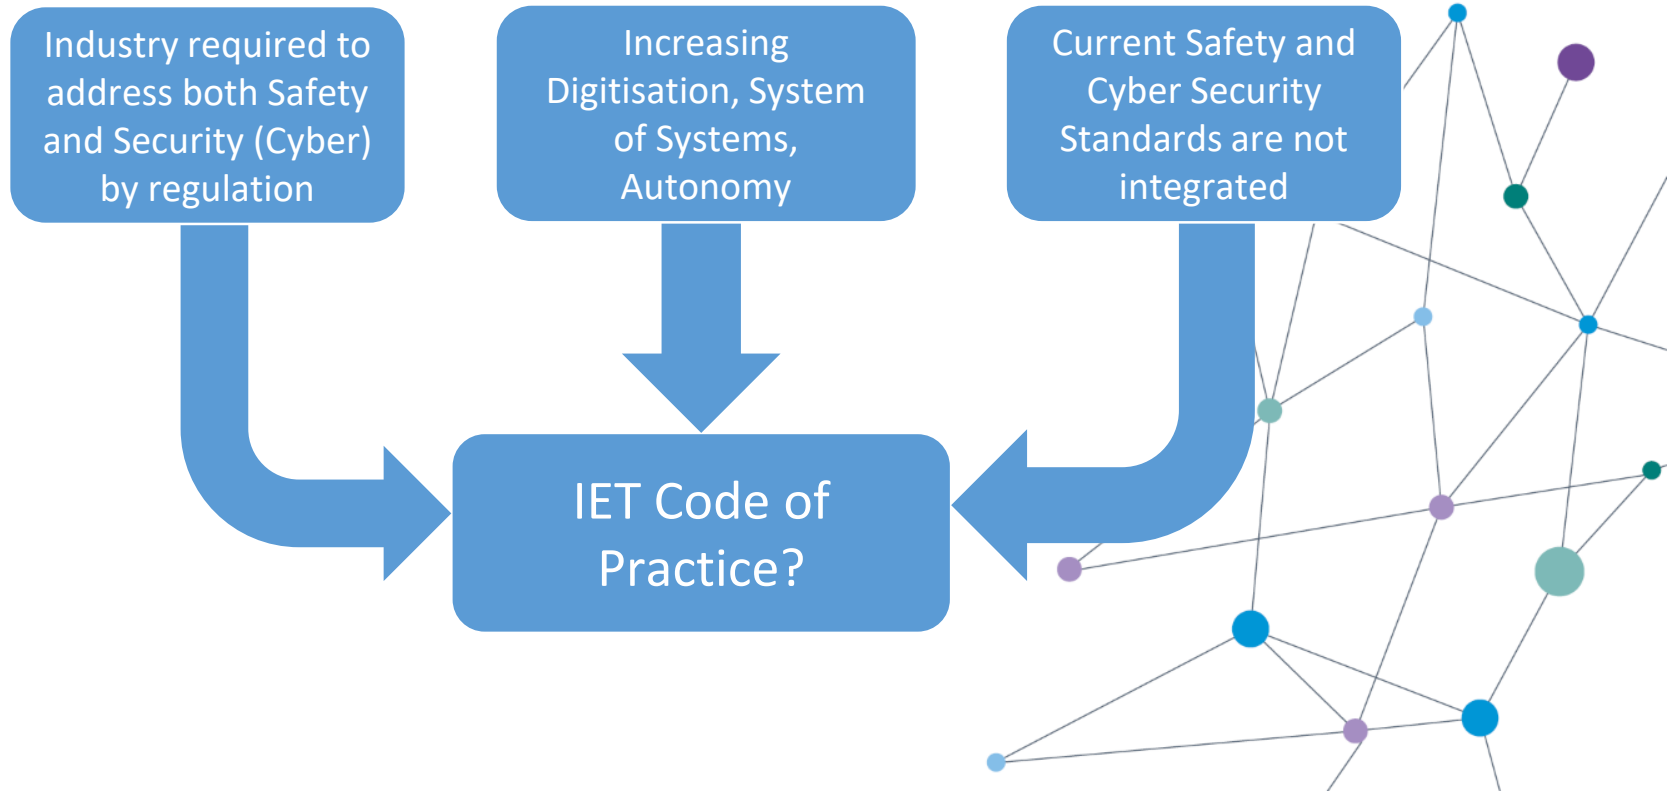 Industry required to
address both Safety
and Security (Cyber)
by regulation
Increasing
Digitisation, System
of Systems,
Autonomy
Current Safety and
Cyber Security
Standards are not
integrated
IET Code of
Practice?